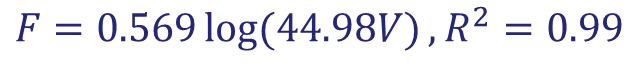 F = 0.569 log(44.98V) , R² = 0.99